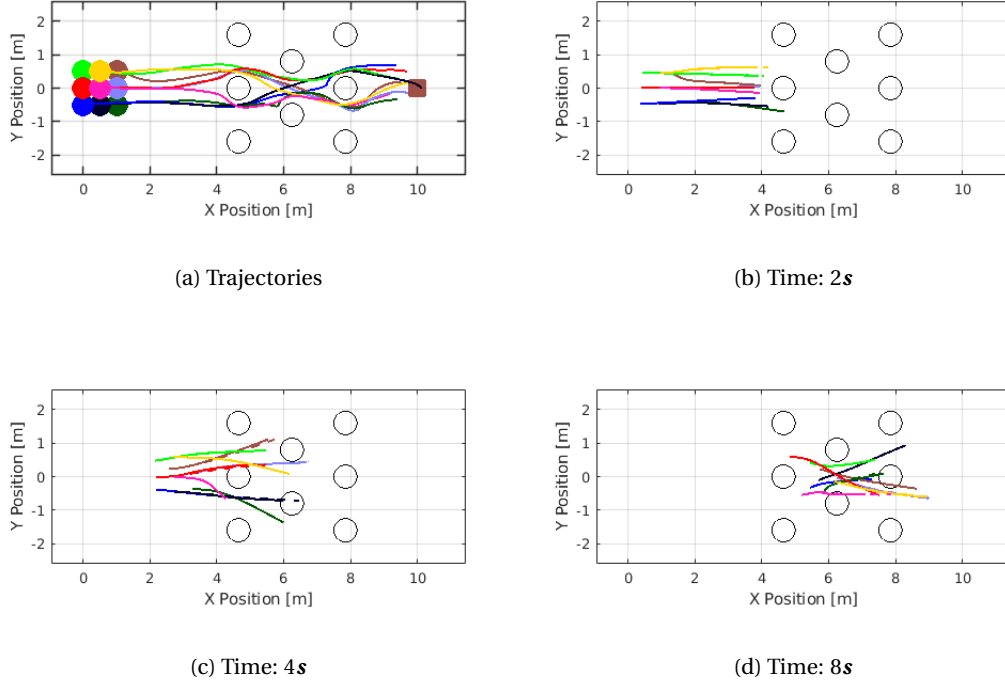 2
1
0
-1
-2
Y Position [m]
0 2 4 6 8 10
X Position [m]
(a) Trajectories
2
1
0
-1
-2
Y Position [m]
0 2 4 6 8 10
X Position [m]
(b) Time: 2s
2
1
0
-1
-2
Y Position [m]
0 2 4 6 8 10
X Position [m]
(c) Time: 4s
2
1
0
-1
-2
Y Position [m]
0 2 4 6 8 10
X Position [m]
(d) Time: 8s